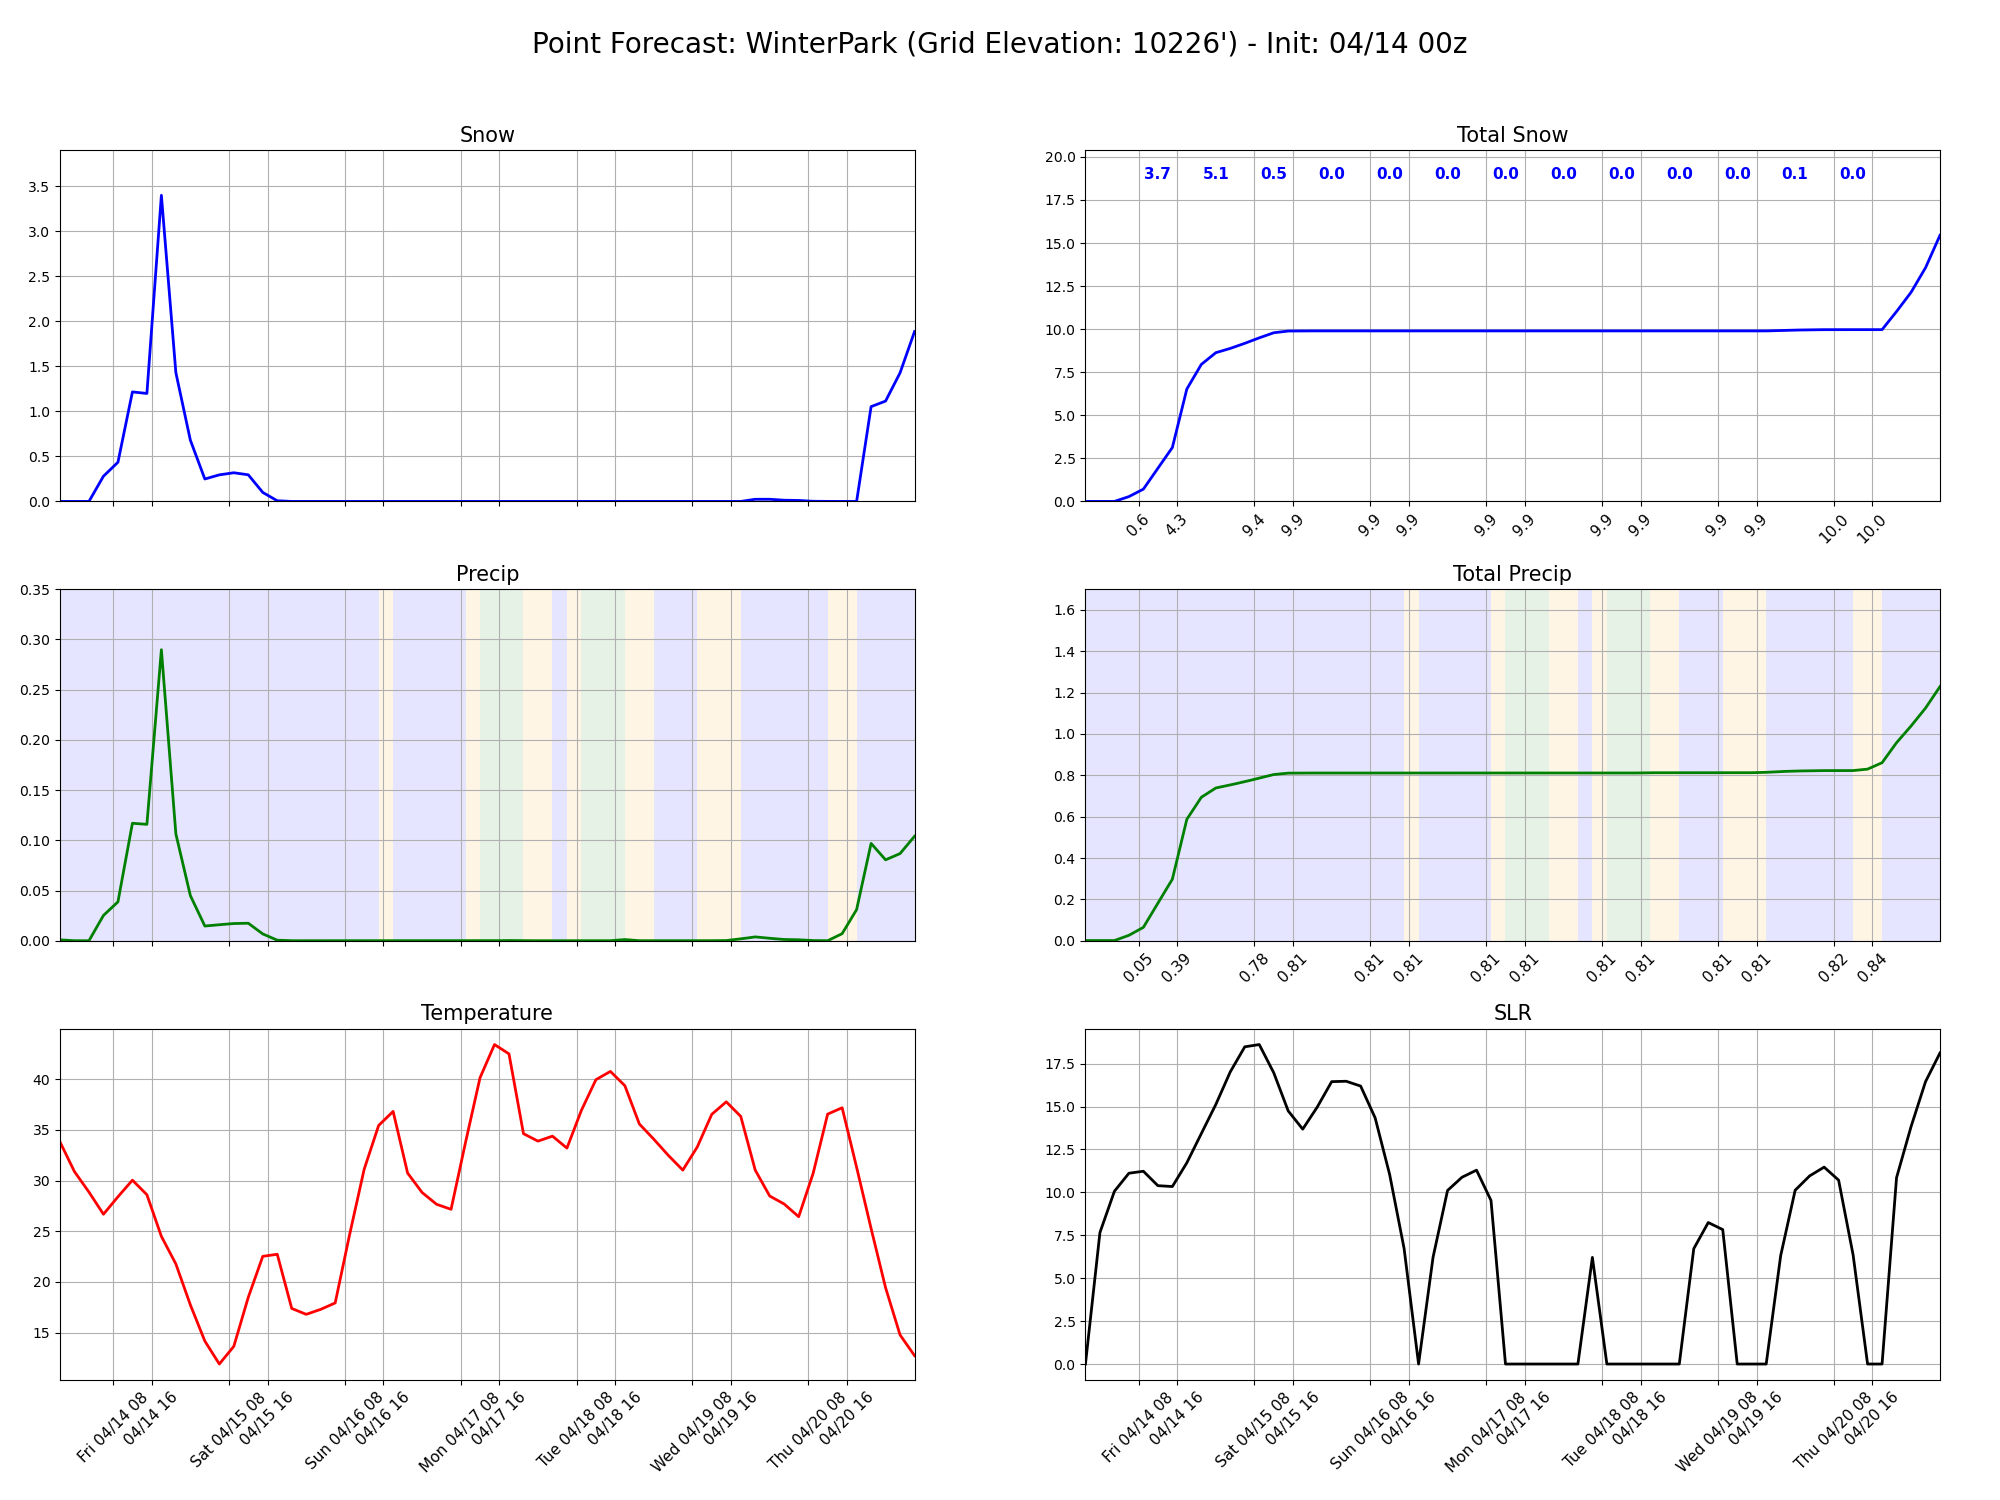 Point Forecast: WinterPark (Grid Elevation: 10226') - Init: 04/14 00z
Snow
3.5
3.0
2.5
2.0
1.5
1.0
0.5
0.0
Total Snow
20.0
17.5
15.0
12.5
10.0
7.5
5.0
2.5
0.0
3.7 5.1 0.5 0.0 0.0 0.0 0.0 0.0 0.0 0.0 0.0 0.1 0.0
0.6 4.3 9.4 9.9 9.9 9.9 9.9 9.9 9.9 9.9 9.9 9.9 10.0 10.0
Precip
0.35
0.30
0.25
0.20
0.15
0.10
0.05
0.00
Total Precip
1.6
1.4
1.2
1.0
0.8
0.6
0.4
0.2
0.0
0.05 0.39 0.78 0.81 0.81 0.81 0.81 0.81 0.81 0.81 0.81 0.81 0.82 0.84
Temperature
40
35
30
25
20
15
Fri 04/14 08
04/14 16
Sat 04/15 08
04/15 16
Sun 04/16 08
04/16 16
Mon 04/17 08
04/17 16
Tue 04/18 08
04/18 16
Wed 04/19 08
04/19 16
Thu 04/20 08
04/20 16
SLR
17.5
15.0
12.5
10.0
7.5
5.0
2.5
0.0
Fri 04/14 08
04/14 16
Sat 04/15 08
04/15 16
Sun 04/16 08
04/16 16
Mon 04/17 08
04/17 16
Tue 04/18 08
04/18 16
Wed 04/19 08
04/19 16
Thu 04/20 08
04/20 16